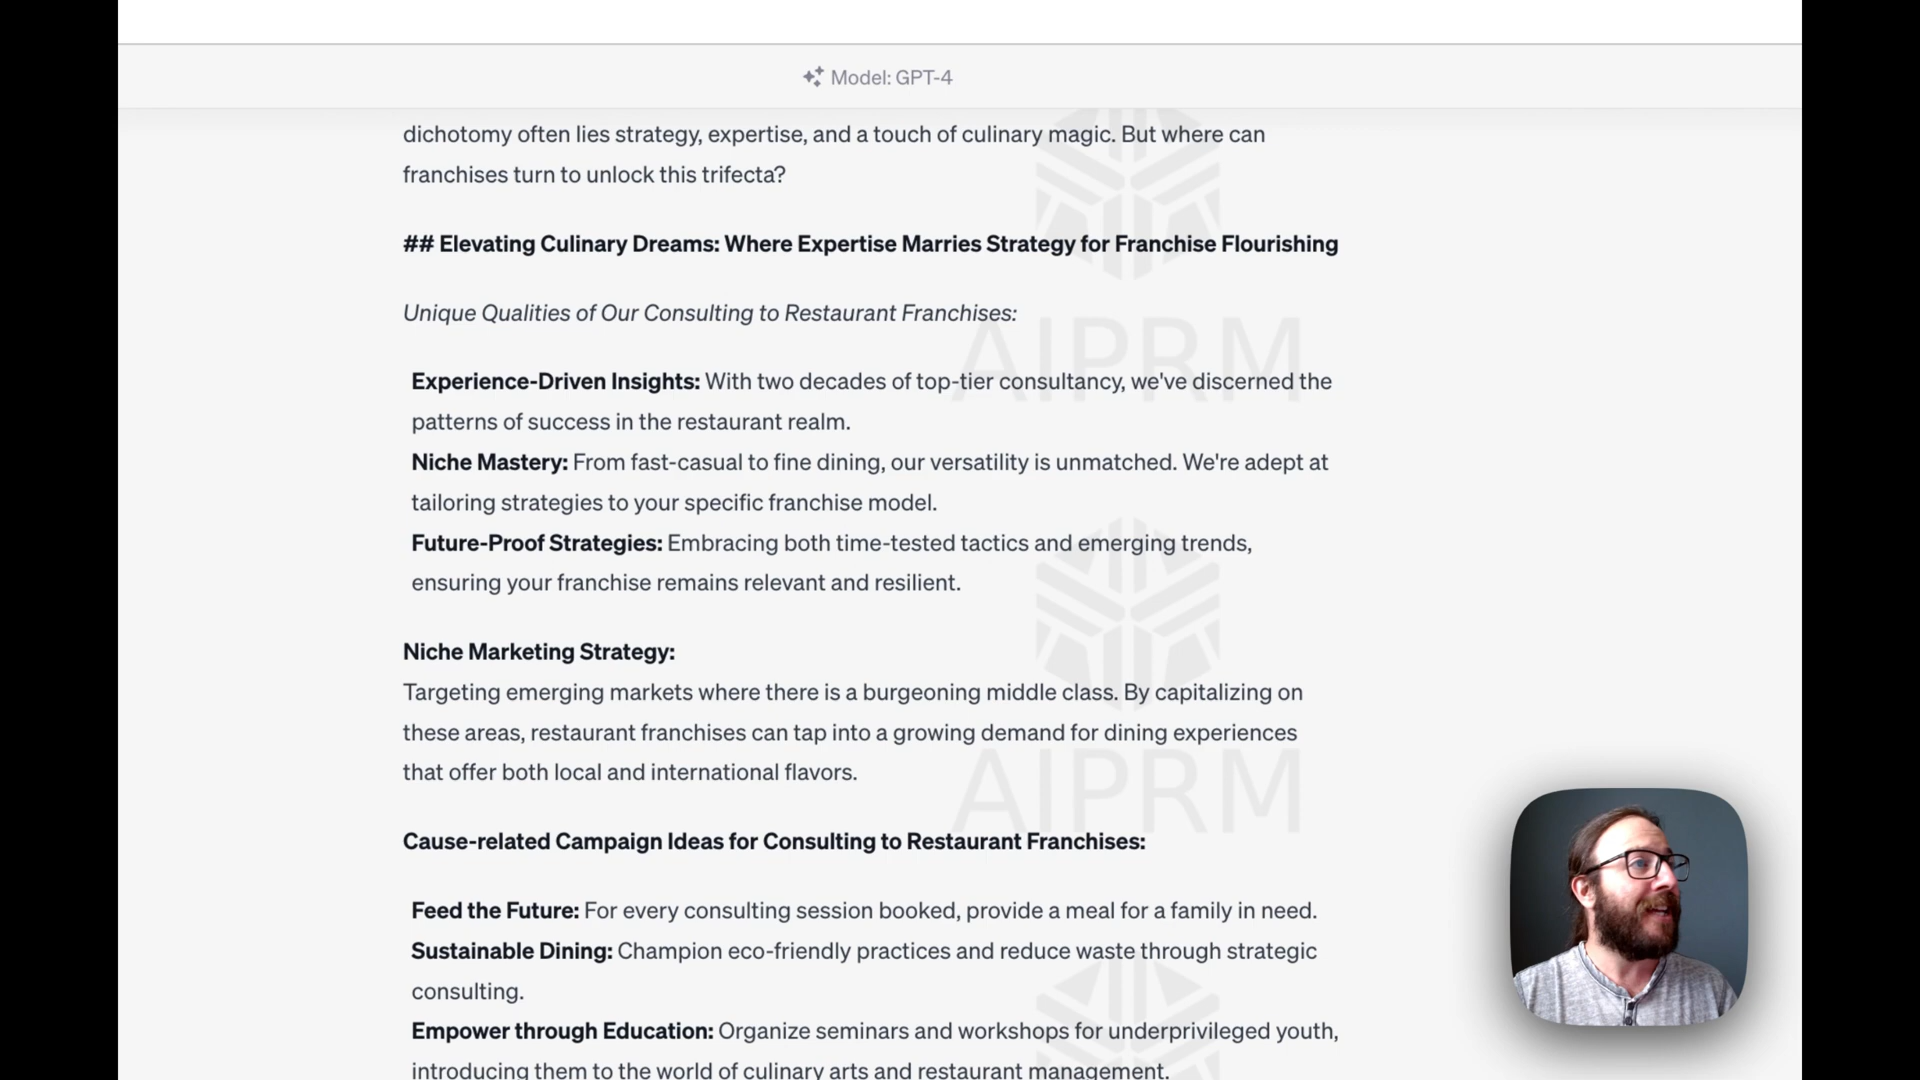 Model: GPT-4
dichotomy often lies strategy, expertise, and a touch of culinary magic. But where can
franchises turn to unlock this trifecta?
## Elevating Culinary Dreams: Where Expertise Marries Strategy for Franchise Flourishing
Unique Qualities of Our Consulting to Restaurant Franchises:
Experience-Driven Insights: With two decades of top-tier consultancy, we've discerned the
patterns of success in the restaurant realm.
Niche Mastery: From fast-casual to fine dining, our versatility is unmatched. We're adept at
tailoring strategies to your specific franchise model.
Future-Proof Strategies: Embracing both time-tested tactics and emerging trends,
ensuring your franchise remains relevant and resilient.
Niche Marketing Strategy:
Targeting emerging markets where there is a burgeoning middle class. By capitalizing on
these areas, restaurant franchises can tap into a growing demand for dining experiences
that offer both local and international flavors.
Cause-related Campaign Ideas for Consulting to Restaurant Franchises:
Feed the Future: For every consulting session booked, provide a meal for a family in need.
Sustainable Dining: Champion eco-friendly practices and reduce waste through strategic
consulting.
Empower through Education: Organize seminars and workshops for underprivileged youth,
introducing them to the world of culinary arts and restaurant management.
AIPRM
AIPRM